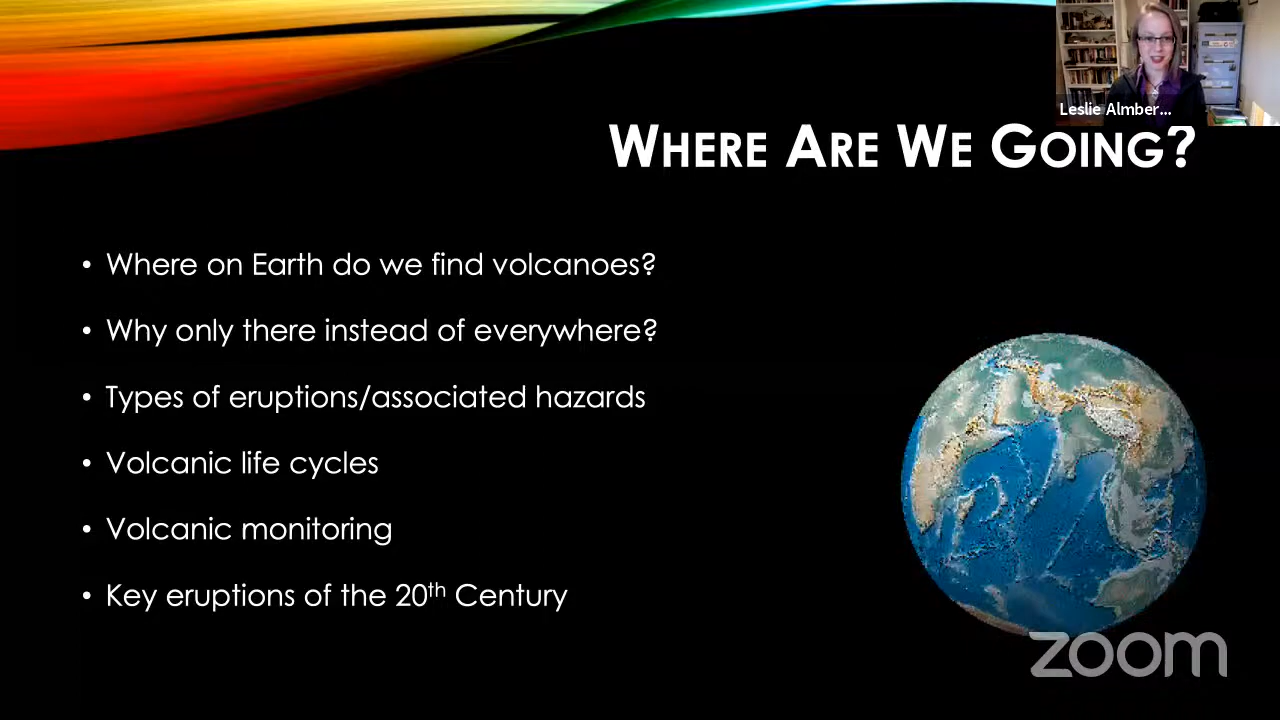 Leslie Almber...
WHERE ARE WE GOING?
• Where on Earth do we find volcanoes?
• Why only there instead of everywhere?
• Types of eruptions/associated hazards
• Volcanic life cycles
• Volcanic monitoring
• Key eruptions of the 20th Century
zoom